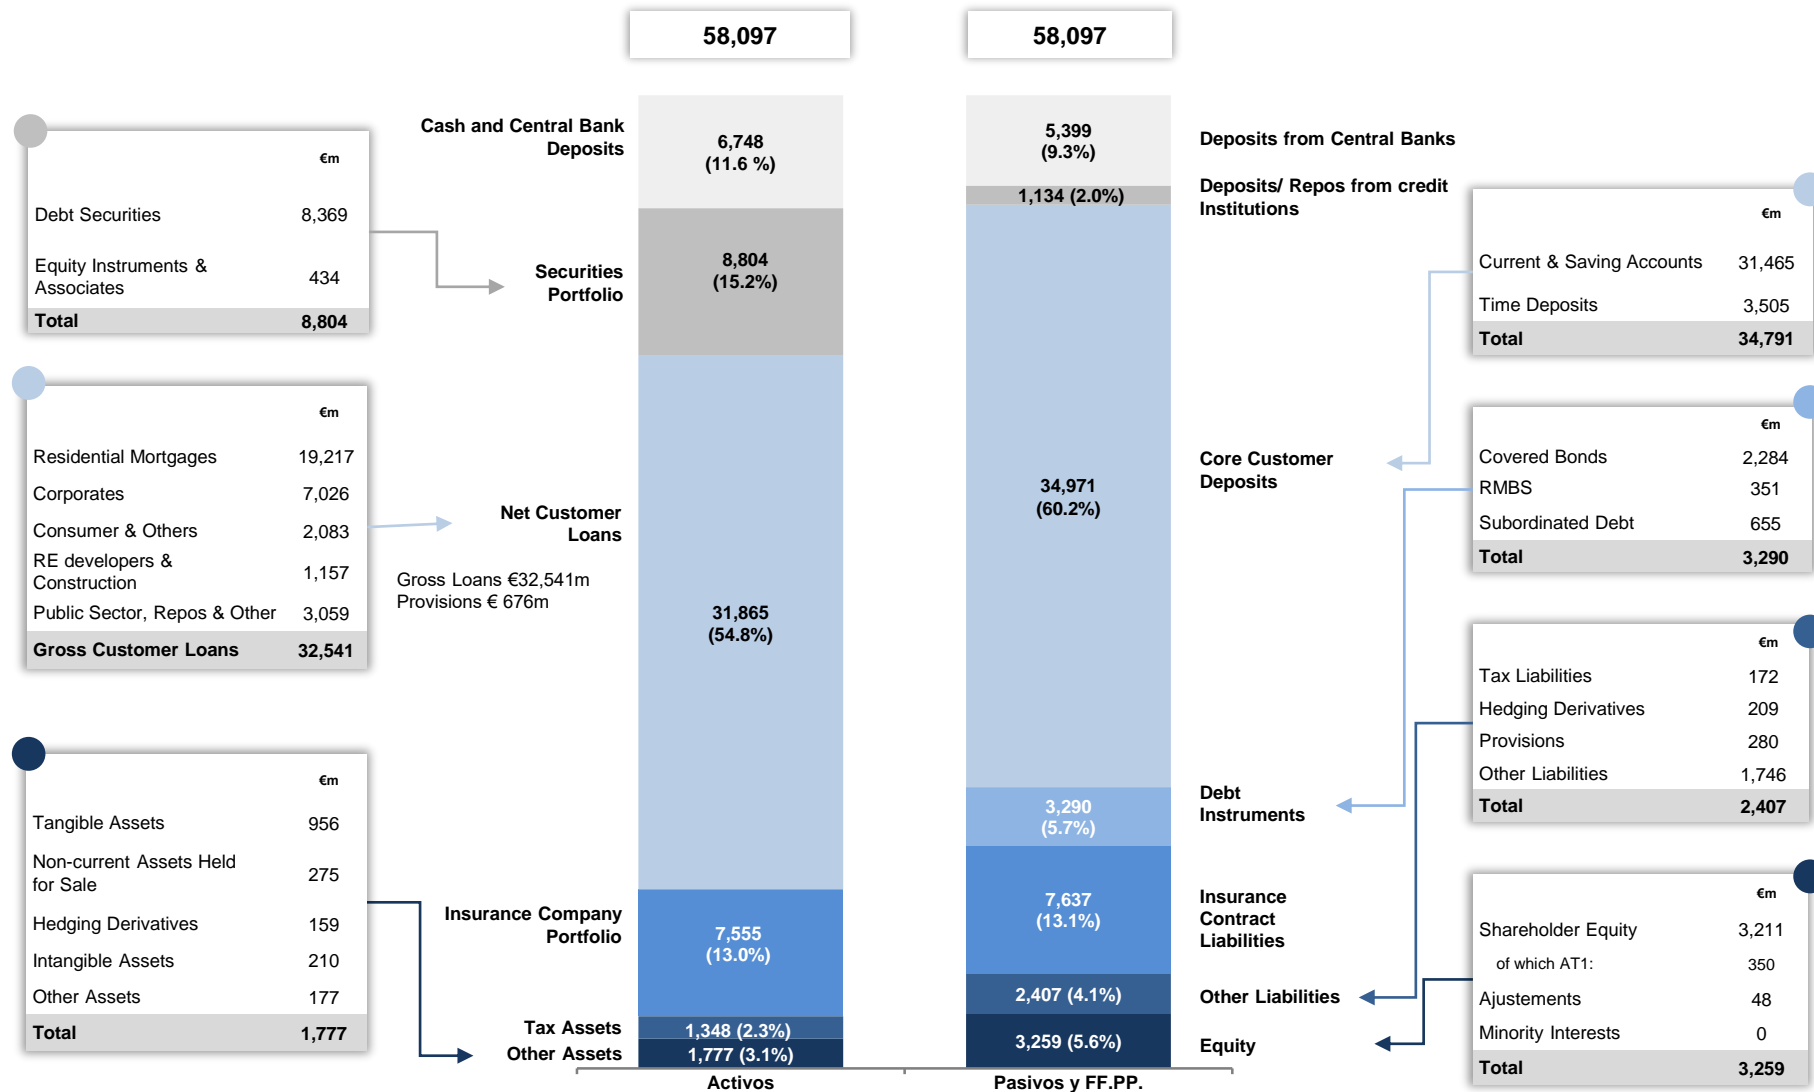 58,097
58,097
€m
Debt Securities 8,369
Equity Instruments &
Associates 434
Total 8,804
€m
Residential Mortgages 19,217
Corporates 7,026
Consumer & Others 2,083
RE developers &
Construction 1,157
Public Sector, Repos & Other 3,059
Gross Customer Loans 32,541
€m
Tangible Assets 956
Non-current Assets Held
for Sale 275
Hedging Derivatives 159
Intangible Assets 210
Other Assets 177
Total 1,777
Cash and Central Bank
Deposits
Securities
Portfolio
Net Customer
Loans
Gross Loans €32,541m
Provisions € 676m
Insurance Company
Portfolio
Tax Assets
Other Assets
6,748
(11.6 %)
8,804
(15.2%)
31,865
(54.8%)
7,555
(13.0%)
1,348 (2.3%)
1,777 (3.1%)
Activos
5,399
(9.3%)
1,134 (2.0%)
34,971
(60.2%)
3,290
(5.7%)
7,637
(13.1%)
2,407 (4.1%)
3,259 (5.6%)
Pasivos y FF.PP.
Deposits from Central Banks
Deposits/ Repos from credit
Institutions
Core Customer
Deposits
Debt
Instruments
Insurance
Contract
Liabilities
Other Liabilities
Equity
€m
Current & Saving Accounts 31,465
Time Deposits 3,505
Total 34,791
€m
Covered Bonds 2,284
RMBS 351
Subordinated Debt 655
Total 3,290
€m
Tax Liabilities 172
Hedging Derivatives 209
Provisions 280
Other Liabilities 1,746
Total 2,407
€m
Shareholder Equity 3,211
of which AT1: 350
Ajustements 48
Minority Interests 0
Total 3,259